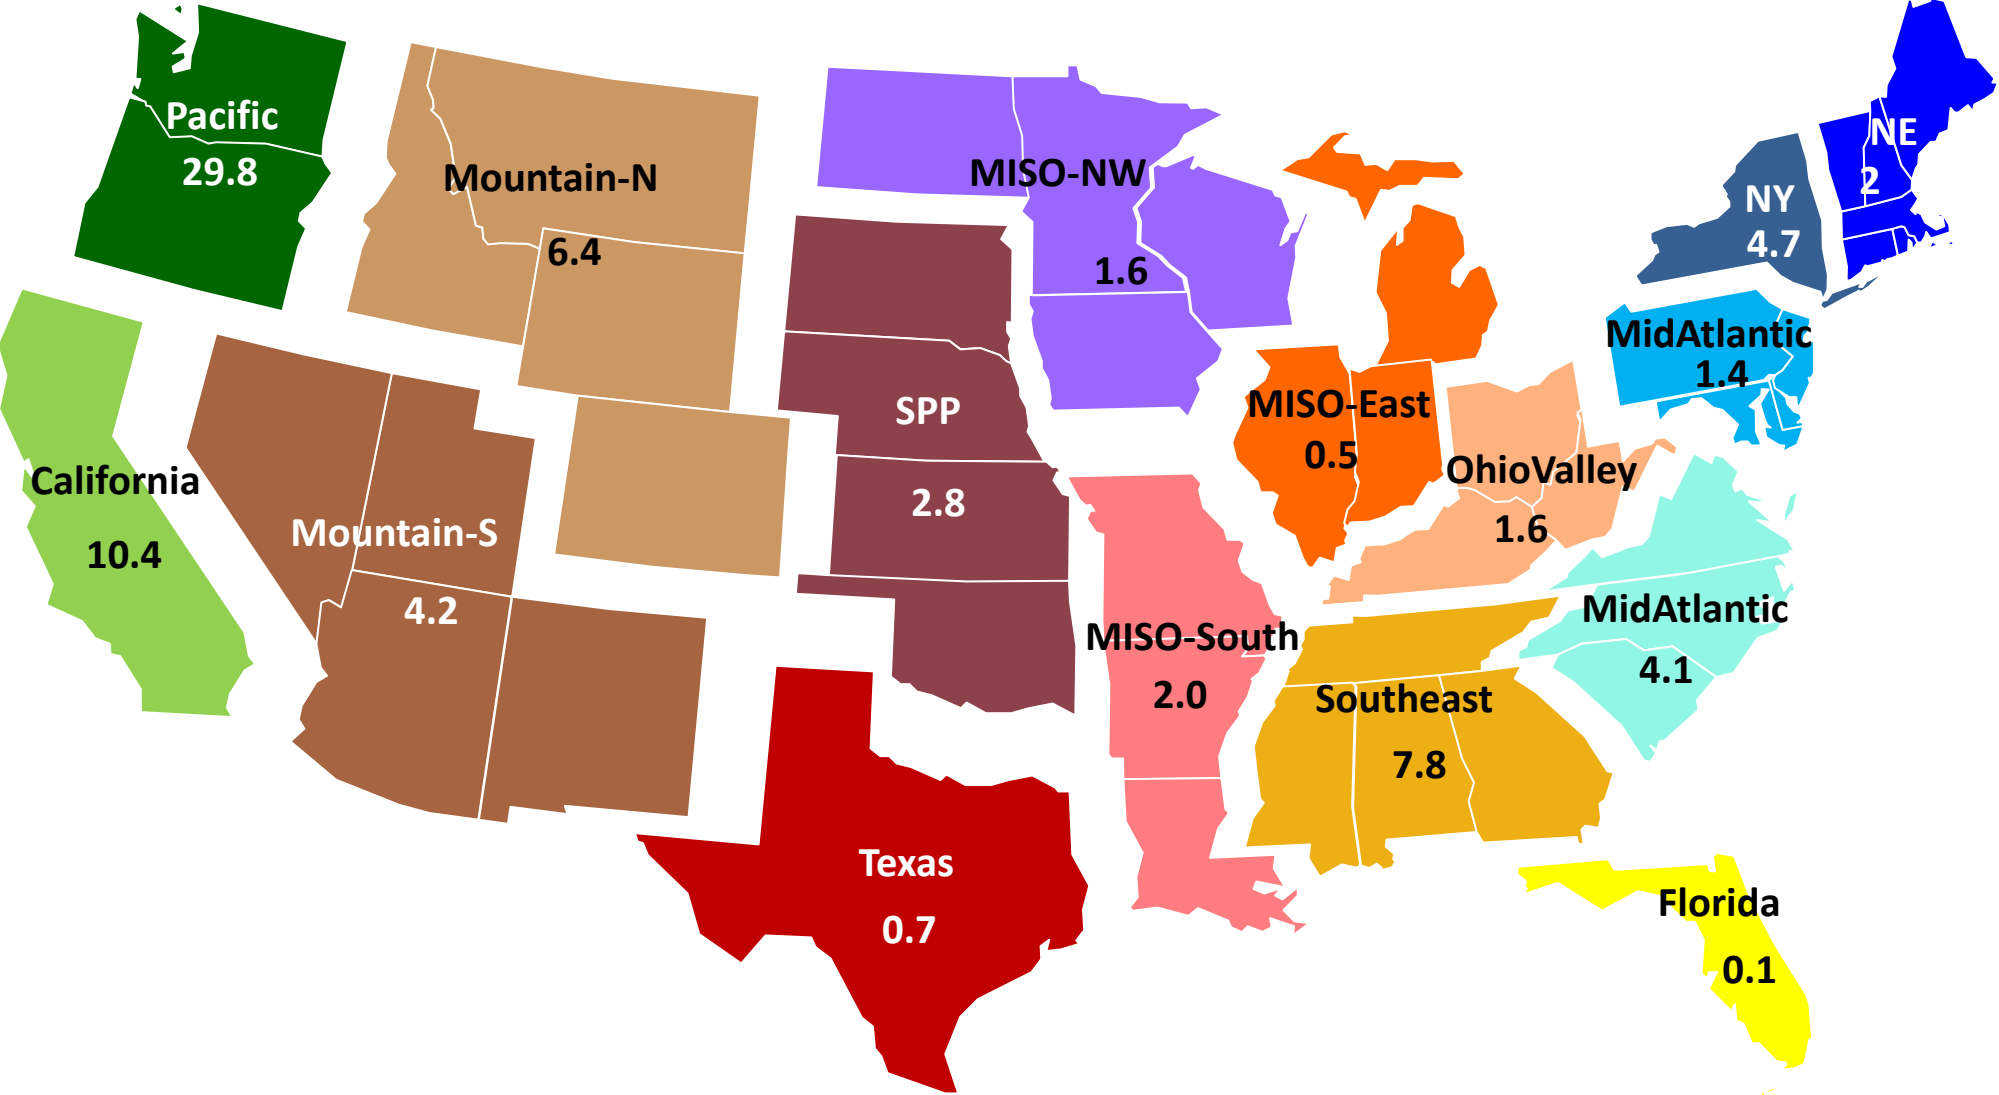 Pacific
29.8
Mountain-N
6.4
MISO-NW
1.6
NE
2
NY
4.7
MidAtlantic
1.4
MISO-East
0.5
OhioValley
1.6
SPP
2.8
California
10.4
Mountain-S
4.2
MISO-South
2.0
MidAtlantic
4.1
Southeast
7.8
Texas
0.7
Florida
0.1